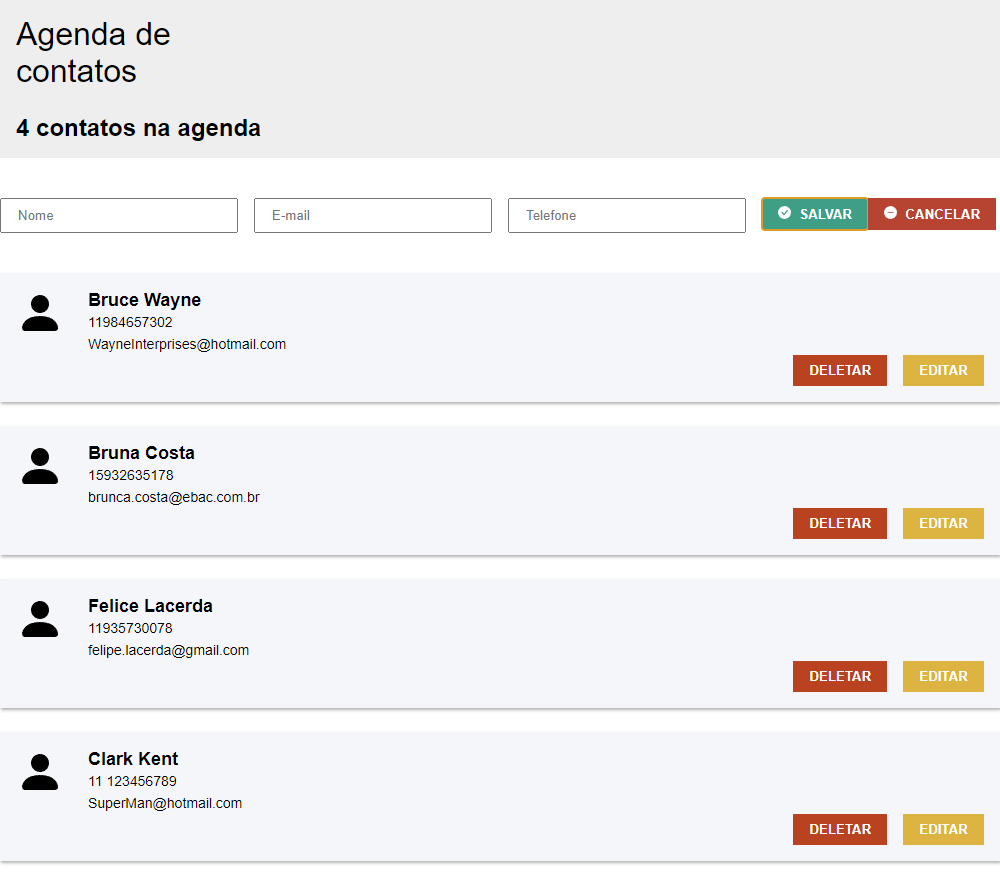 Agenda de
contatos
4 contatos na agenda
Nome E-mail Telefone SALVAR CANCELAR
Bruce Wayne
11984657302
WayneInterprises@hotmail.com
DELETAR EDITAR
Bruna Costa
15932635178
brunca.costa@ebac.com.br
DELETAR EDITAR
Felice Lacerda
11935730078
felipe.lacerda@gmail.com
DELETAR EDITAR
Clark Kent
11 123456789
SuperMan@hotmail.com
DELETAR EDITAR